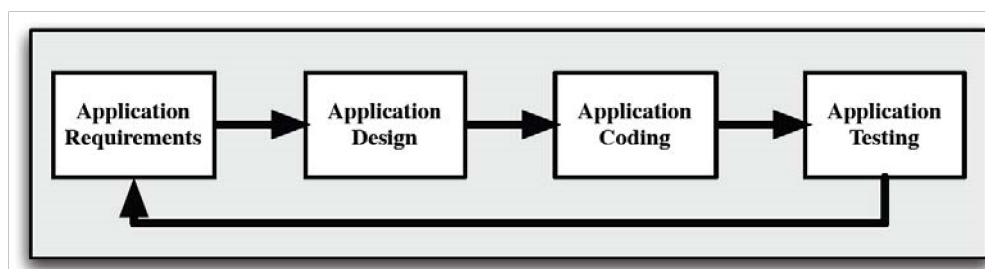 Application
Requirements
Application
Design
Application
Coding
Application
Testing